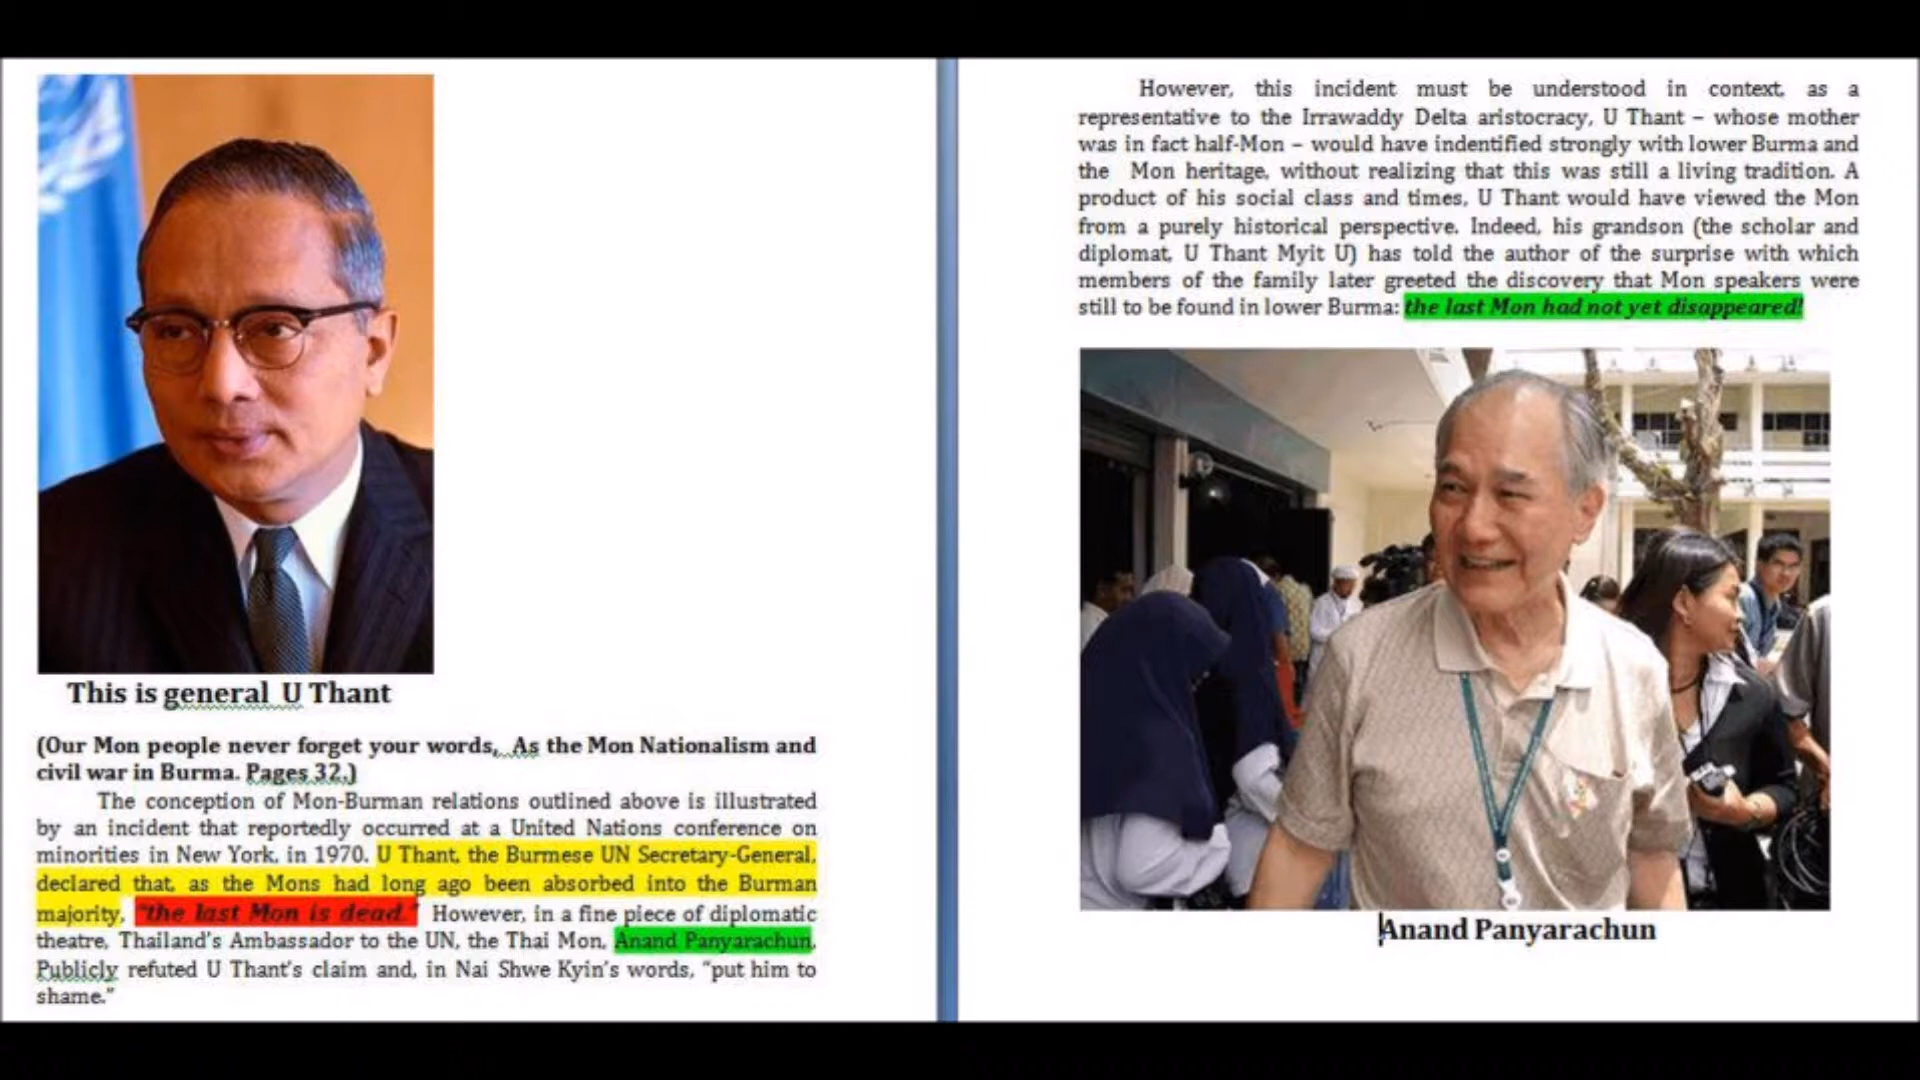 This is general U Thant
(Our Mon people never forget your words, As the Mon Nationalism and
civil war in Burma. Pages 32.)
The conception of Mon-Burman relations outlined above is illustrated
by an incident that reportedly occurred at a United Nations conference on
minorities in New York, in 1970. U Thant, the Burmese UN Secretary-General,
declared that, as the Mons had long ago been absorbed into the Burman
majority, "the last Mon is dead." However, in a fine piece of diplomatic
theatre, Thailand's Ambassador to the UN, the Thai Mon, Anand Panyarachun,
Publicly refuted U Thant's claim and, in Nai Shwe Kyin's words, "put him to
shame."
However, this incident must be understood in context, as a
representative to the Irrawaddy Delta aristocracy, U Thant – whose mother
was in fact half-Mon – would have indentified strongly with lower Burma and
the Mon heritage, without realizing that this was still a living tradition. A
product of his social class and times, U Thant would have viewed the Mon
from a purely historical perspective. Indeed, his grandson (the scholar and
diplomat, U Thant Myit U) has told the author of the surprise with which
members of the family later greeted the discovery that Mon speakers were
still to be found in lower Burma: the last Mon had not yet disappeared!
Anand Panyarachun